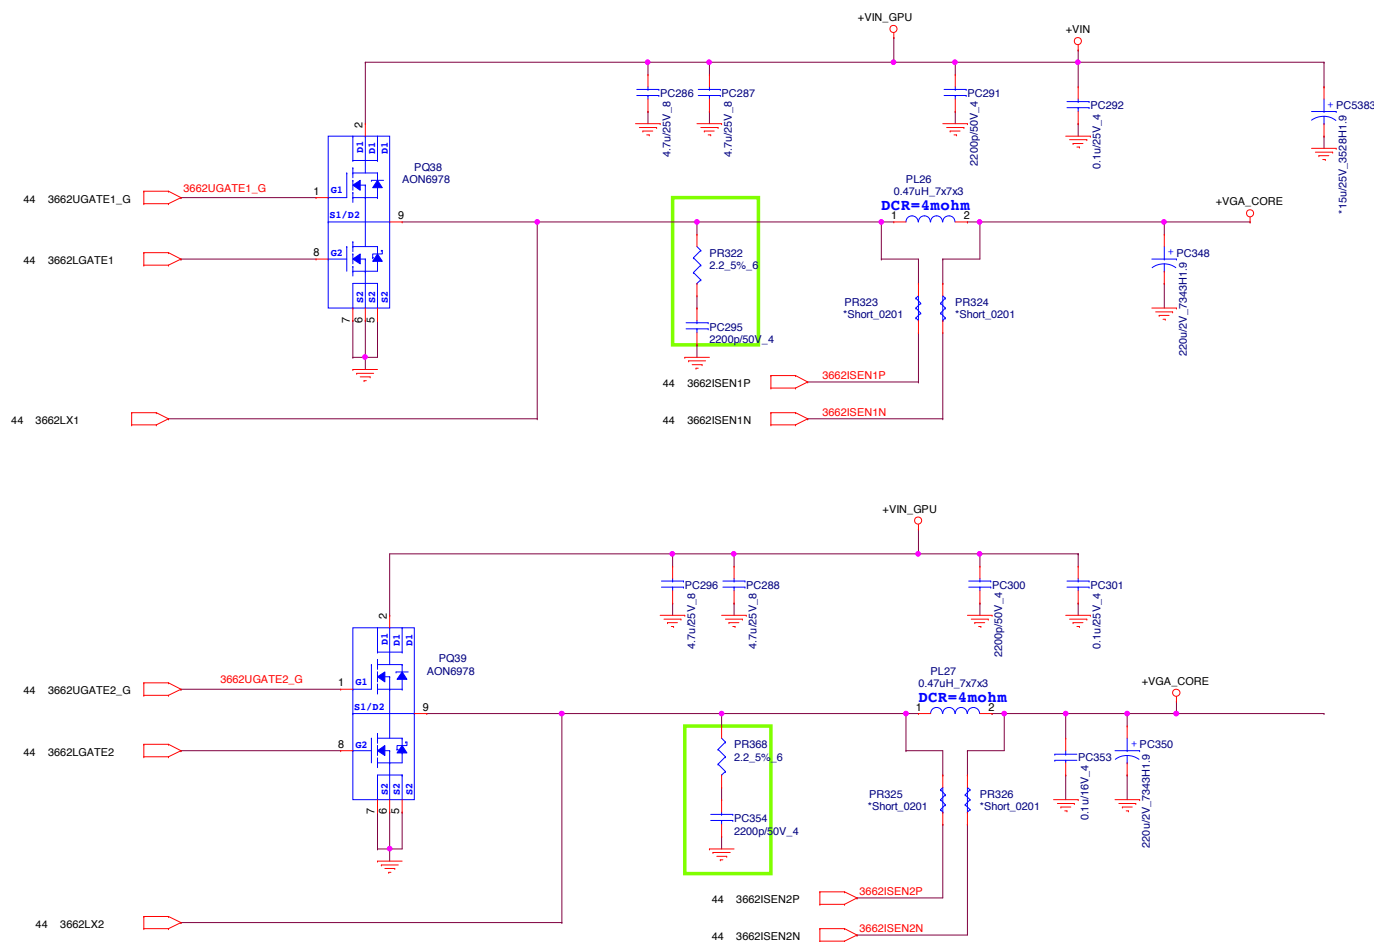 +VIN_GPU
+VIN
PC286
4.7u/25V_8
PC287
4.7u/25V_8
PC291
2200p/50V_4
PC292
0.1u/25V_4
+ PC5383
*15u/25V_3528H1.9
2
D1 D1 D1
PQ38
AON6978
44 3662UGATE1_G
3662UGATE1_G
1
G1
S1/D2
9
44 3662LGATE1
8
G2
S2 S2 S2
7 6 5
PR322
2.2_5%_6
PC295
2200p/50V_4
PL26
0.47uH_7x7x3
DCR=4mohm
1 2
+VGA_CORE
+ PC348
220u/2V_7343H1.9
PR323
*Short_0201
PR324
*Short_0201
44 3662ISEN1P
3662ISEN1P
44 3662LX1
44 3662ISEN1N
3662ISEN1N
+VIN_GPU
PC296
4.7u/25V_8
PC288
4.7u/25V_8
PC300
2200p/50V_4
PC301
0.1u/25V_4
2
D1 D1 D1
PQ39
AON6978
44 3662UGATE2_G
3662UGATE2_G
1
G1
S1/D2
9
44 3662LGATE2
8
G2
S2 S2 S2
7 6 5
PR368
2.2_5%_6
PC354
2200p/50V_4
PL27
0.47uH_7x7x3
DCR=4mohm
1 2
+VGA_CORE
PC353
0.1u/16V_4
+ PC350
220u/2V_7343H1.9
PR325
*Short_0201
PR326
*Short_0201
44 3662ISEN2P
3662ISEN2P
44 3662LX2
44 3662ISEN2N
3662ISEN2N